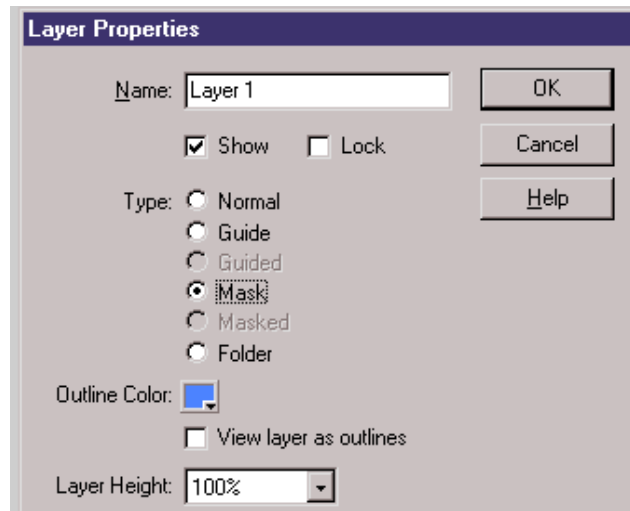 Layer Properties
Name: Layer 1
OK
Show Lock
Cancel
Type: Normal
Help
Guide
Guided
Mask
Masked
Folder
Outline Color:
View layer as outlines
Layer Height: 100%